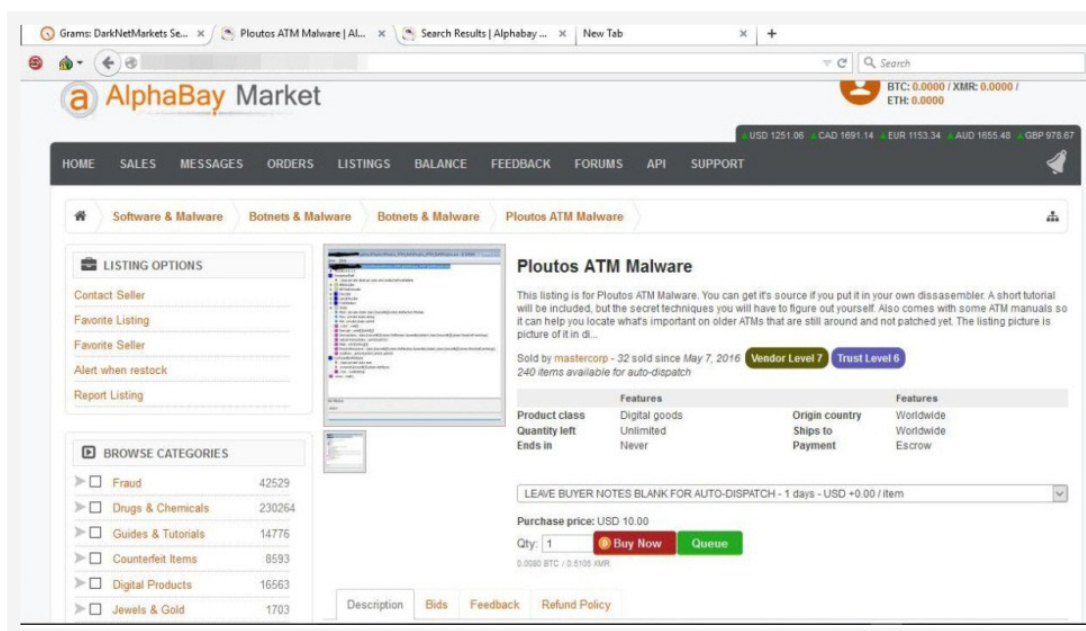 Grams: DarkNetMarkets Se... x
Ploutos ATM Malware | Al... x
Search Results | Alphabay ... x
New Tab x +
Search
a AlphaBay Market
BTC: 0.0000 / XMR: 0.0000 /
ETH: 0.0000
USD 1251.06 CAD 1691.14 EUR 1153.34 AUD 1655.48 GBP 978.67
HOME SALES MESSAGES ORDERS LISTINGS BALANCE FEEDBACK FORUMS API SUPPORT
Software & Malware Botnets & Malware Botnets & Malware Ploutos ATM Malware
LISTING OPTIONS
Contact Seller
Favorite Listing
Favorite Seller
Alert when restock
Report Listing
BROWSE CATEGORIES
Fraud 42529
Drugs & Chemicals 230264
Guides & Tutorials 14776
Counterfeit Items 8593
Digital Products 16563
Jewels & Gold 1703
Ploutos ATM Malware
This listing is for Ploutos ATM Malware. You can get it's source if you put it in your own dissasembler. A short tutorial
will be included, but the secret techniques you will have to figure out yourself. Also comes with some ATM manuals so
it can help you locate what's important on older ATMs that are still around and not patched yet. The listing picture is
picture of it in di...
Sold by mastercorp - 32 sold since May 7, 2016 Vendor Level 7 Trust Level 6
240 items available for auto-dispatch
Features Features
Product class Digital goods Origin country Worldwide
Quantity left Unlimited Ships to Worldwide
Ends in Never Payment Escrow
LEAVE BUYER NOTES BLANK FOR AUTO-DISPATCH - 1 days - USD +0.00 / item
Purchase price: USD 10.00
Qty: 1 Buy Now Queue
0.0080 BTC / 0.5105 XMR
Description Bids Feedback Refund Policy